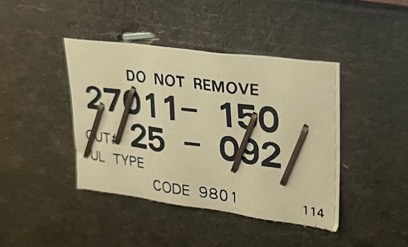 DO NOT REMOVE
27011- 150
CUT# 25 - 092
UL TYPE
CODE 9801
114